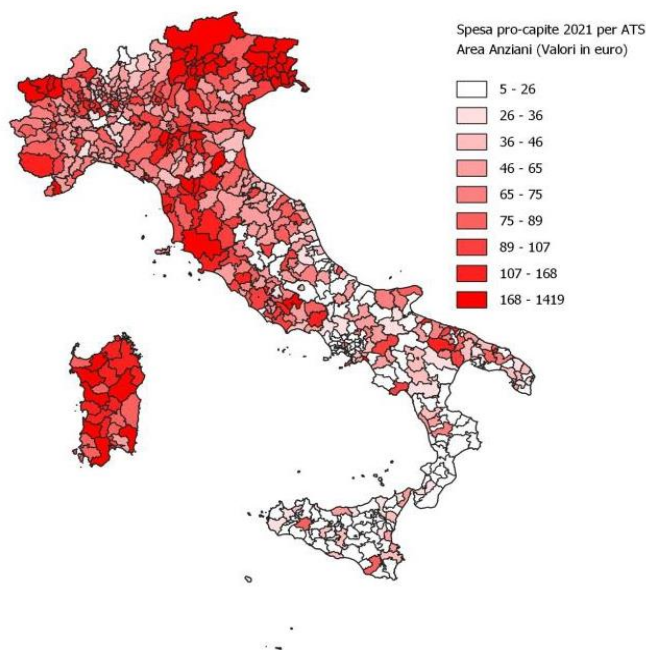 Spesa pro-capite 2021 per ATS
Area Anziani (Valori in euro)
5 - 26
26 - 36
36 - 46
46 - 65
65 - 75
75 - 89
89 - 107
107 - 168
168 - 1419